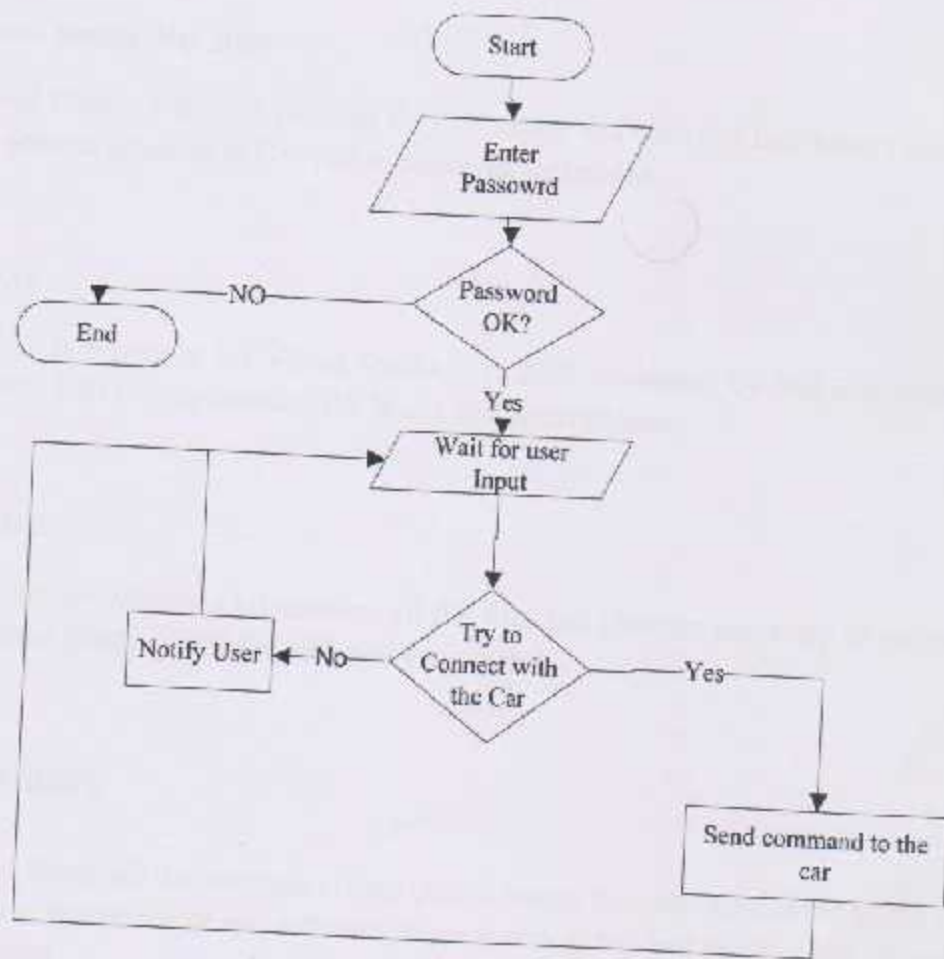 Start
Enter
Passowrd
Password
OK?
NO
End
Yes
Wait for user
Input
Try to
Connect with
the Car
No
Notify User
Yes
Send command to the
car